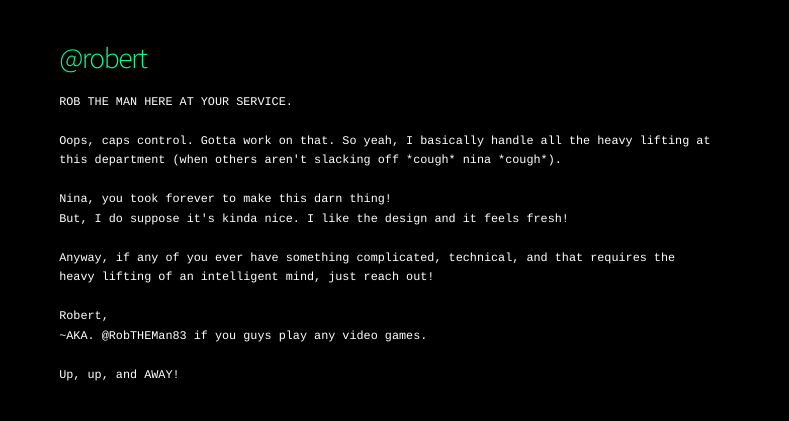 @robert
ROB THE MAN HERE AT YOUR SERVICE.
Oops, caps control. Gotta work on that. So yeah, I basically handle all the heavy lifting at
this department (when others aren't slacking off *cough* nina *cough*).
Nina, you took forever to make this darn thing!
But, I do suppose it's kinda nice. I like the design and it feels fresh!
Anyway, if any of you ever have something complicated, technical, and that requires the
heavy lifting of an intelligent mind, just reach out!
Robert,
~AKA. @RobTHEMan83 if you guys play any video games.
Up, up, and AWAY!